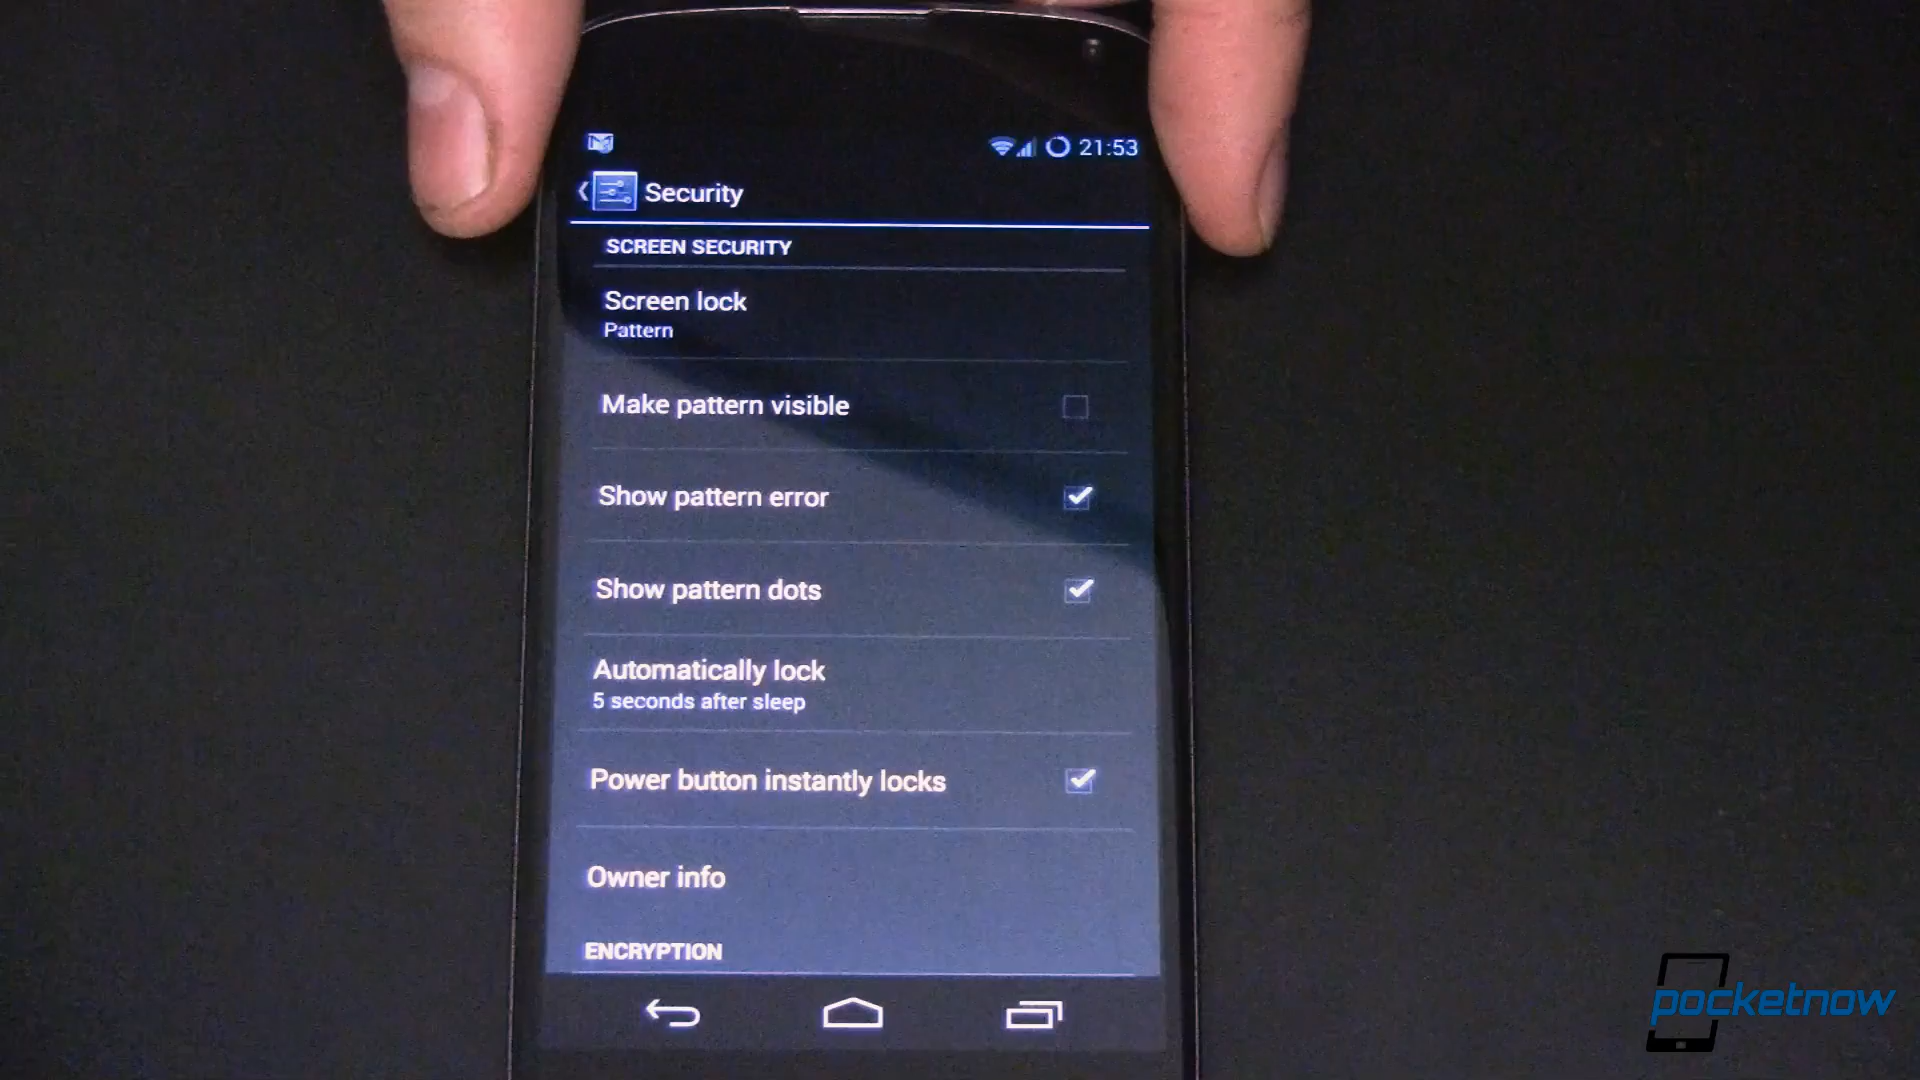 21:53
Security
SCREEN SECURITY
Screen lock
Pattern
Make pattern visible
Show pattern error
Show pattern dots
Automatically lock
5 seconds after sleep
Power button instantly locks
Owner info
ENCRYPTION
pocketnow